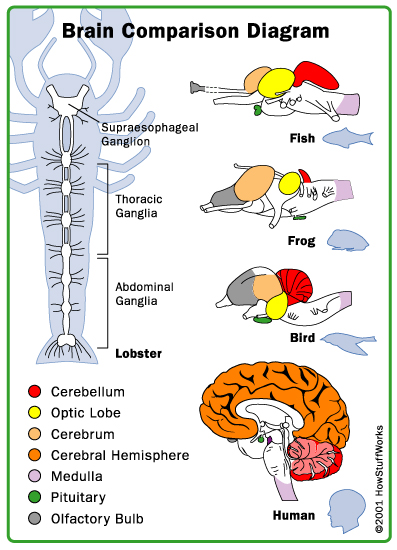 Brain Comparison Diagram
Supraesophageal
Ganglion
Thoracic
Ganglia
Abdominal
Ganglia
Lobster
Fish
Frog
Bird
Human
Cerebellum
Optic Lobe
Cerebrum
Cerebral Hemisphere
Medulla
Pituitary
Olfactory Bulb
©2001 HowStuffWorks